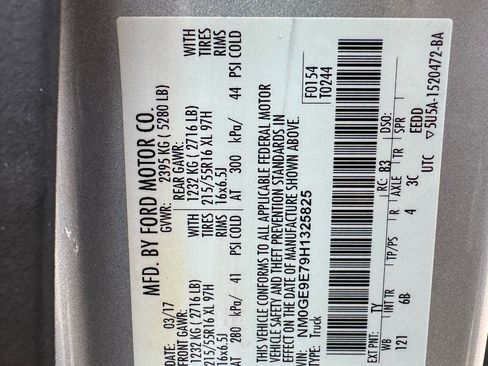 MFD. BY FORD MOTOR CO.
03/17 GVWR: 2395 KG ( 5280 LB)
FRONT GAWR: REAR GAWR:
1232 KG ( 2716 LB) 1232 KG ( 2716 LB) WITH
215/55R16 XL 97H 215/55R16 XL 97H TIRES
16x6.5J 16x6.5J RIMS
AT 280 kPa/ 41 PSI COLD AT 300 kPa/ 44 PSI COLD
WITH
TIRES
RIMS
THIS VEHICLE CONFORMS TO ALL APPLICABLE FEDERAL MOTOR
VEHICLE SAFETY AND THEFT PREVENTION STANDARDS
IN EFFECT ON THE DATE OF MANUFACTURE SHOWN ABOVE.
VIN: NM0GE9E79H1325825
TYPE: Truck
F0154
T0244
EXT PNT: TY RC: 83 DSO:
WB INT TR TP/PS R AXLE TR SPR EEDD
121 6B 4 3C
UTC ▽5U5A-1520472-BA